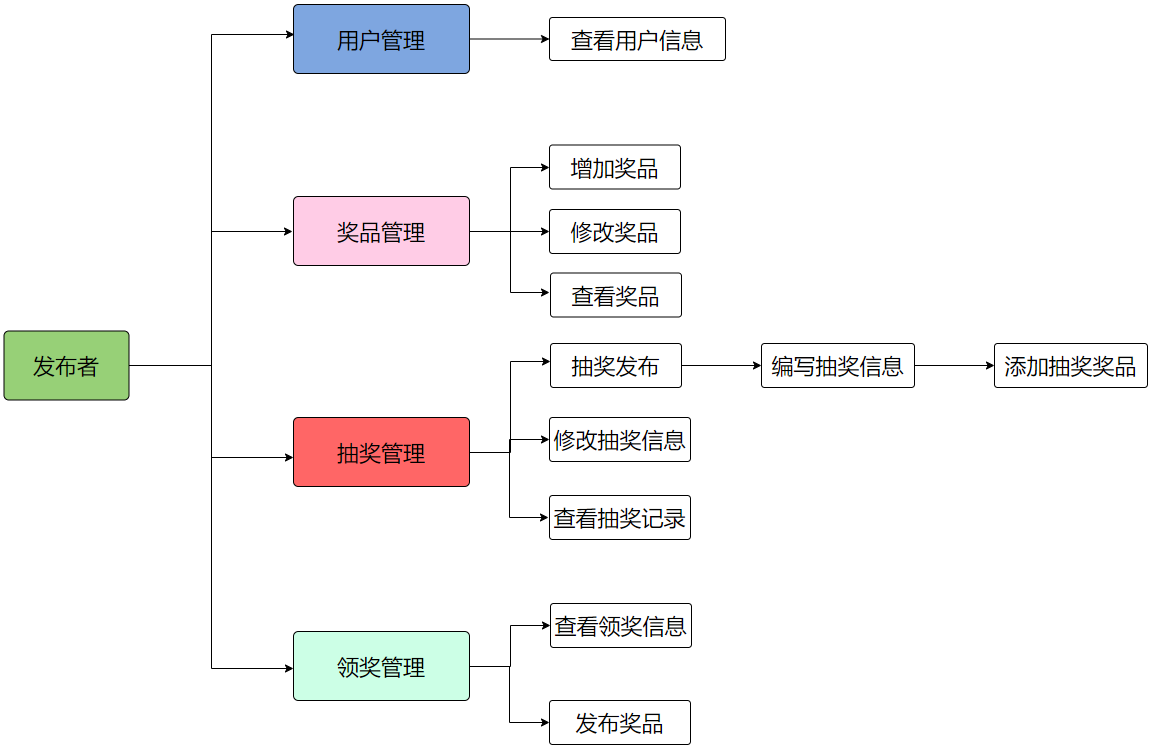 用户管理
查看用户信息
增加奖品
奖品管理
修改奖品
查看奖品
发布者
抽奖发布
编写抽奖信息
添加抽奖奖品
抽奖管理
修改抽奖信息
查看抽奖记录
领奖管理
查看领奖信息
发布奖品